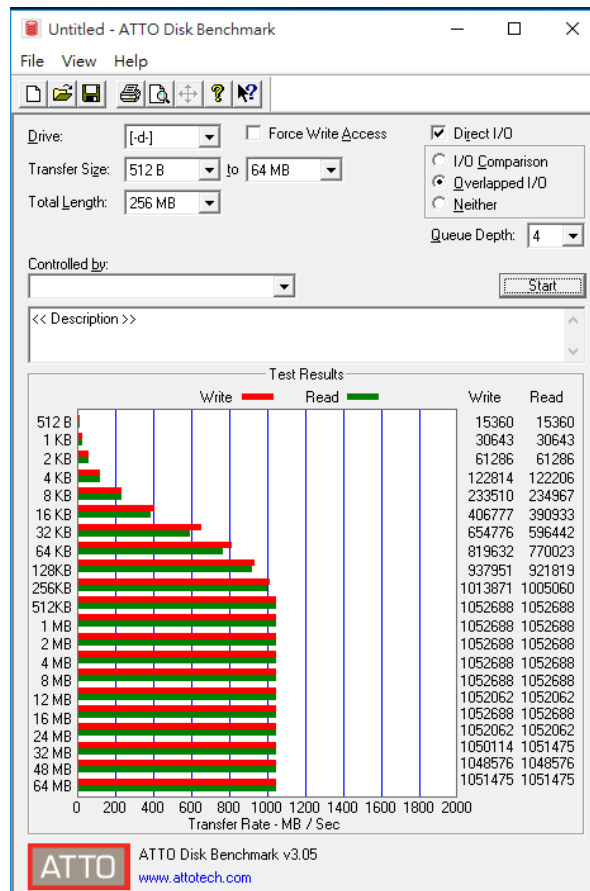 Untitled - ATTO Disk Benchmark
File View Help
Drive: [-d-] Force Write Access Direct I/O
Transfer Size: 512 B to 64 MB I/O Comparison
Total Length: 256 MB Overlapped I/O
Neither
Queue Depth: 4
Controlled by:
Start
<< Description >>
Test Results
Write Read Write Read
512 B 15360 15360
1 KB 30643 30643
2 KB 61286 61286
4 KB 122814 122206
8 KB 233510 234967
16 KB 406777 390933
32 KB 654776 596442
64 KB 819632 770023
128KB 937951 921819
256KB 1013871 1005060
512KB 1052688 1052688
1 MB 1052688 1052688
2 MB 1052688 1052688
4 MB 1052688 1052688
8 MB 1052688 1052688
12 MB 1052062 1052062
16 MB 1052688 1052688
24 MB 1052062 1052062
32 MB 1050114 1051475
48 MB 1048576 1048576
64 MB 1051475 1051475
0 200 400 600 800 1000 1200 1400 1600 1800 2000
Transfer Rate - MB / Sec
ATTO
ATTO Disk Benchmark v3.05
www.attotech.com